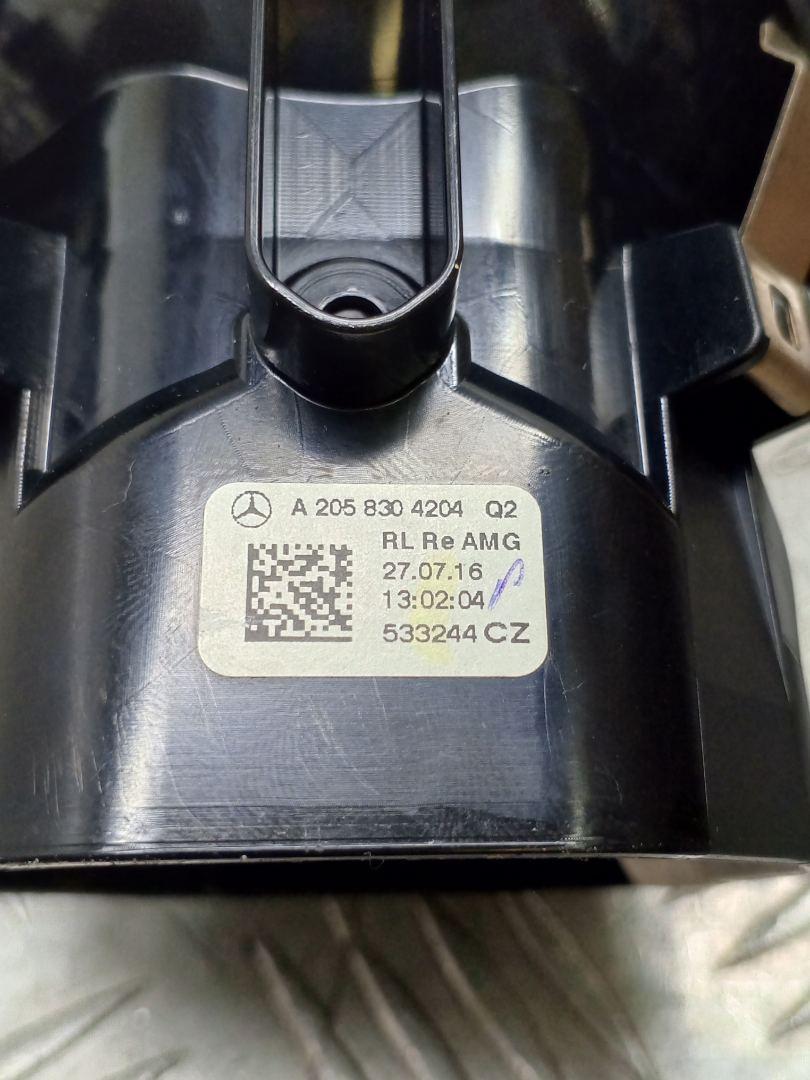 A 205 830 4204 Q2
RL Re AMG
27.07.16
13:02:04
533244 CZ